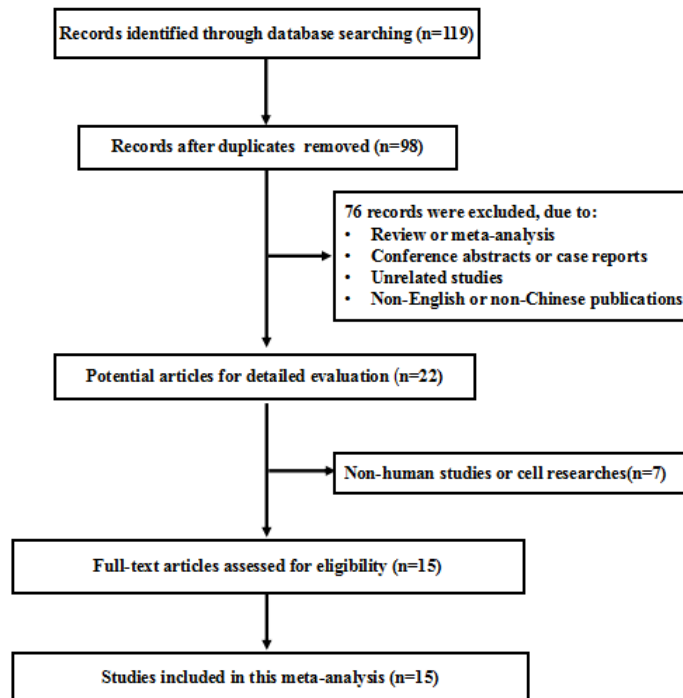 Records identified through database searching (n=119)
Records after duplicates removed (n=98)
76 records were excluded, due to:
• Review or meta-analysis
• Conference abstracts or case reports
• Unrelated studies
• Non-English or non-Chinese publications
Potential articles for detailed evaluation (n=22)
Non-human studies or cell researches(n=7)
Full-text articles assessed for eligibility (n=15)
Studies included in this meta-analysis (n=15)